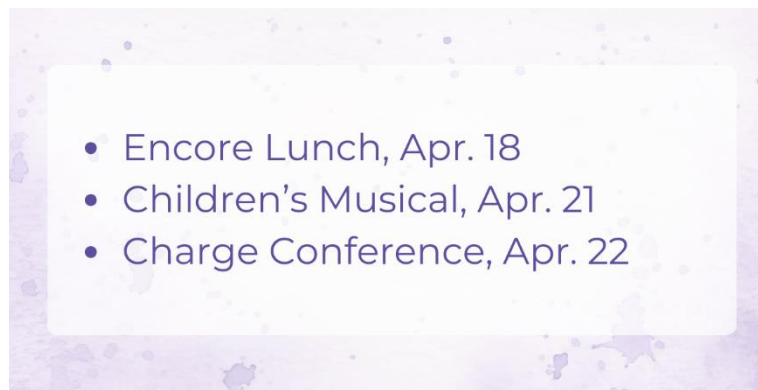 • Encore Lunch, Apr. 18
• Children’s Musical, Apr. 21
• Charge Conference, Apr. 22